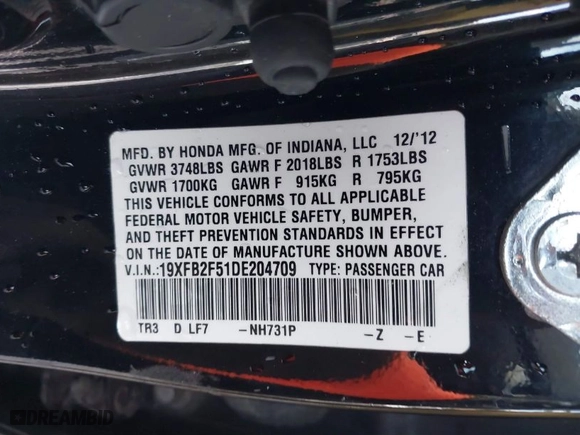 MFD. BY HONDA MFG. OF INDIANA, LLC 12/'12
GVWR 3748LBS GAWR F 2018LBS R 1753LBS
GVWR 1700KG GAWR F 915KG R 795KG
THIS VEHICLE CONFORMS TO ALL APPLICABLE
FEDERAL MOTOR VEHICLE SAFETY, BUMPER,
AND THEFT PREVENTION STANDARDS IN EFFECT
ON THE DATE OF MANUFACTURE SHOWN ABOVE.
V.I.N.:19XFB2F51DE204709 TYPE: PASSENGER CAR
TR3 D LF7 -NH731P -Z -E
DREAMBID